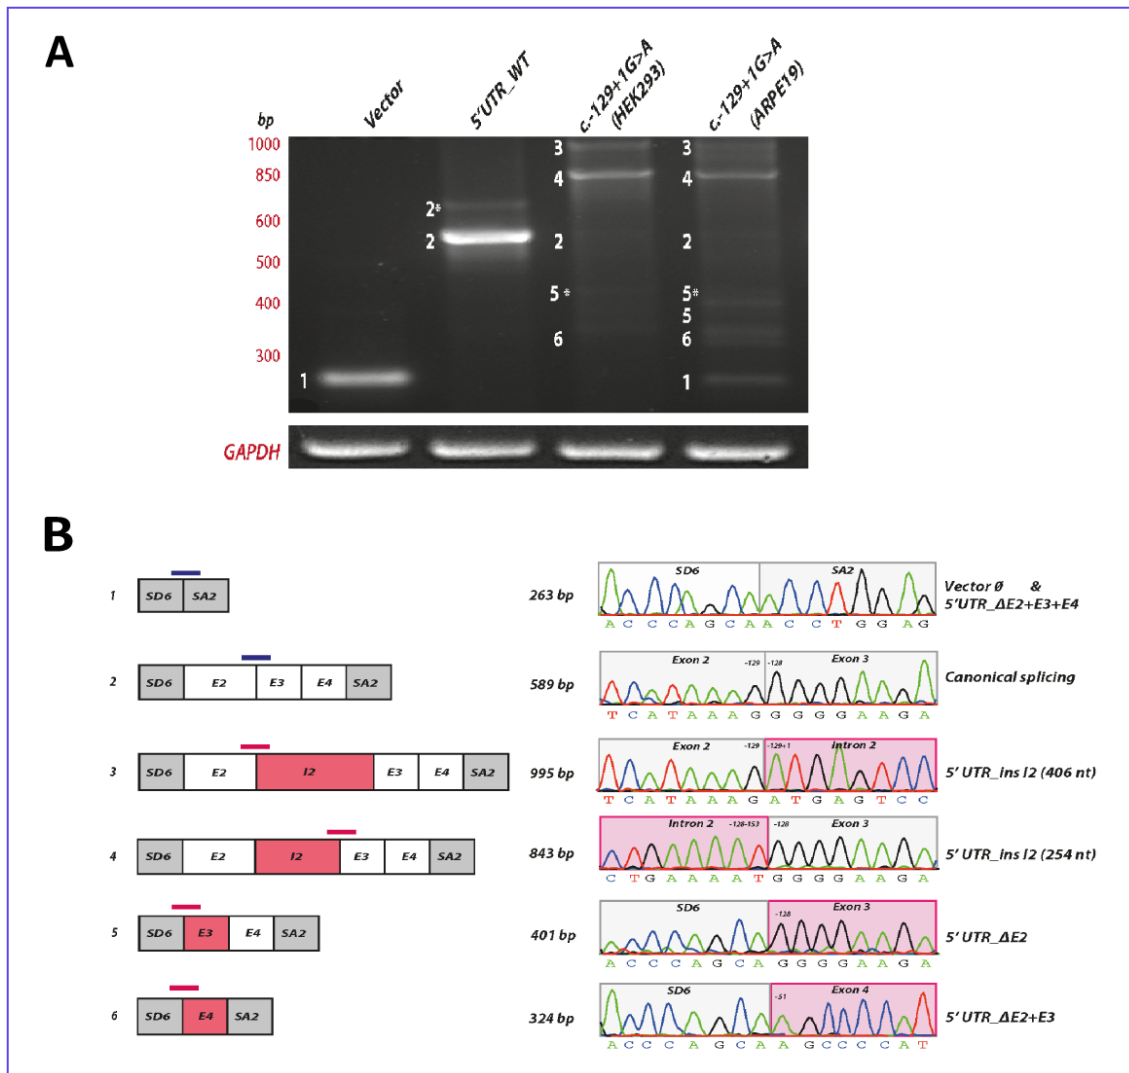 A
Vector
5'UTR_WT
c.-129+1G>A
(HEK293)
c.-129+1G>A
(ARPE19)
bp
1000
850
600
500
400
300
1
2*
2
3
4
2
5*
6
3
4
2
5*
5
6
1
GAPDH
B
1 SD6 SA2 263 bp
SD6 SA2
A C C C A G C A A C C T G G A G
Vector Ø &
5'UTR_ΔE2+E3+E4
2 SD6 E2 E3 E4 SA2 589 bp
Exon 2 -129 -128 Exon 3
T C A T A A A G G G G G A A G A
Canonical splicing
3 SD6 E2 I2 E3 E4 SA2 995 bp
Exon 2 -129 -129+1 intron 2
T C A T A A A G A T G A G T C C
5' UTR_ins I2 (406 nt)
4 SD6 E2 I2 E3 E4 SA2 843 bp
Intron 2 -128-153 -128 Exon 3
C T G A A A A T G G G G A A G A
5' UTR_ins I2 (254 nt)
5 SD6 E3 E4 SA2 401 bp
SD6 -128 Exon 3
A C C C A G C A G G G G A A G A
5' UTR_ΔE2
6 SD6 E4 SA2 324 bp
SD6 -51 Exon 4
A C C C A G C A A G C C C C A T
5' UTR_ΔE2+E3